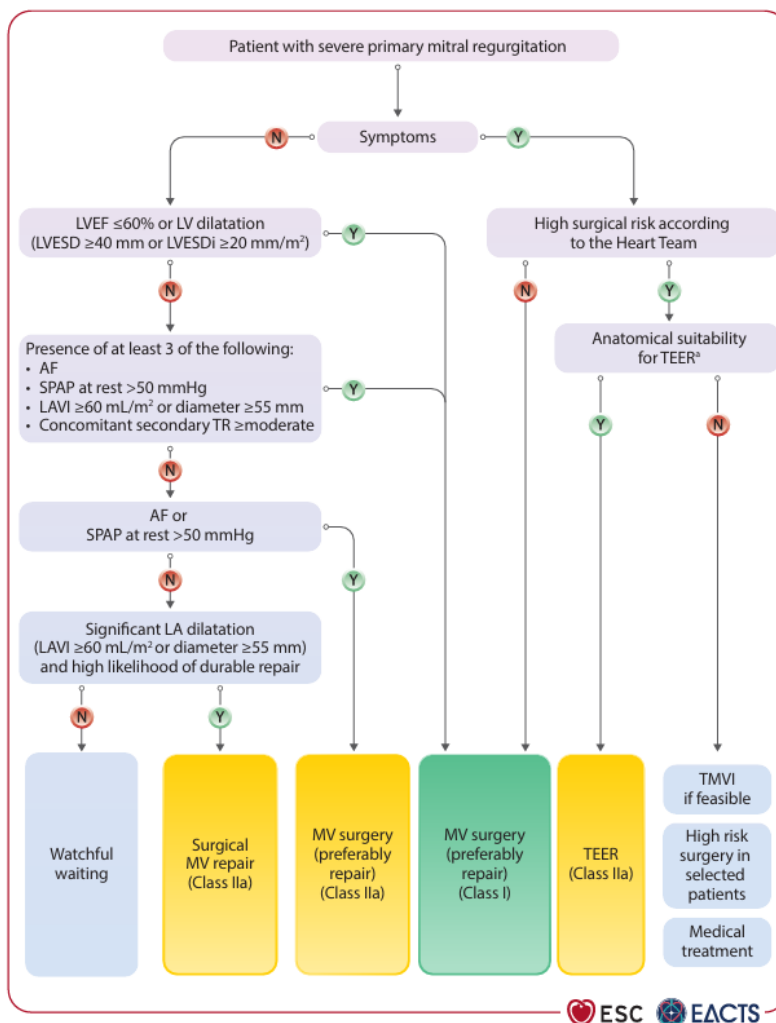 Patient with severe primary mitral regurgitation
N
Symptoms
Y
LVEF ≤60% or LV dilatation
(LVESD ≥40 mm or LVESDi ≥20 mm/m²)
Y
High surgical risk according
to the Heart Team
N
N
Y
Presence of at least 3 of the following:
• AF
• SPAP at rest >50 mmHg
• LAVI ≥60 mL/m² or diameter ≥55 mm
• Concomitant secondary TR ≥moderate
Y
Anatomical suitability
for TEERᵃ
Y
N
N
AF or
SPAP at rest >50 mmHg
N
Y
Significant LA dilatation
(LAVI ≥60 mL/m² or diameter ≥55 mm)
and high likelihood of durable repair
N
Y
Watchful
waiting
Surgical
MV repair
(Class IIa)
MV surgery
(preferably
repair)
(Class IIa)
MV surgery
(preferably
repair)
(Class I)
TEER
(Class IIa)
TMVI
if feasible
High risk
surgery in
selected
patients
Medical
treatment
ESC EACTS